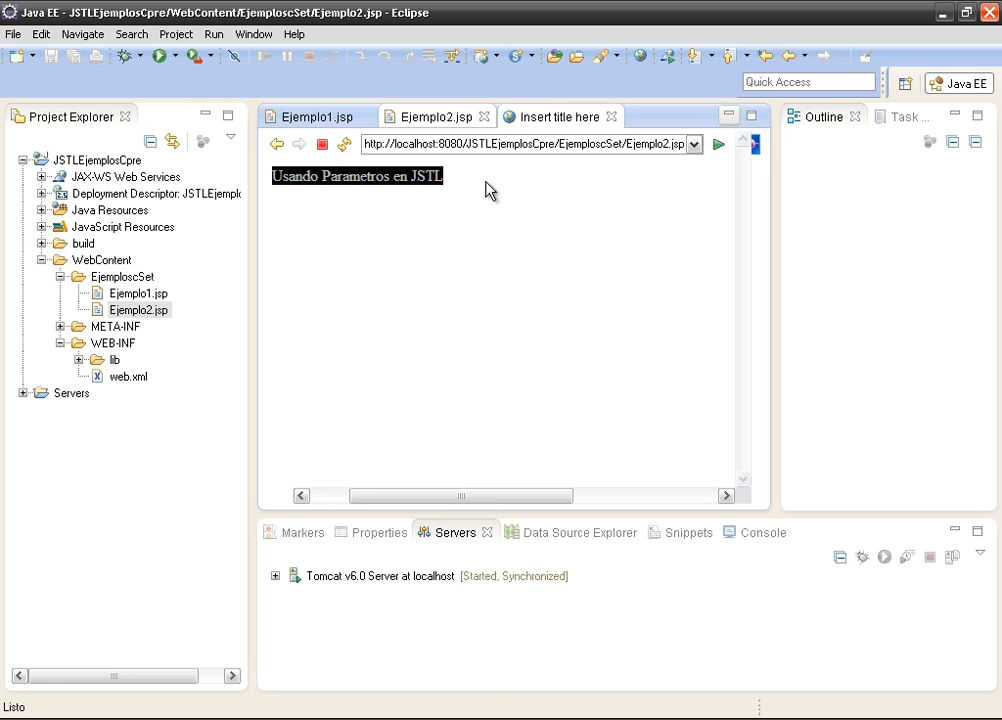 Java EE - JSTLEjemplosCpre/WebContent/EjemploscSet/Ejemplo2.jsp - Eclipse
File Edit Navigate Search Project Run Window Help
Quick Access
Java EE
Project Explorer
Ejemplo1.jsp
Ejemplo2.jsp
Insert title here
Outline
Task ...
http://localhost:8080/JSTLEjemplosCpre/EjemploscSet/Ejemplo2.jsp
Usando Parametros en JSTL
JSTLEjemplosCpre
JAX-WS Web Services
Deployment Descriptor: JSTLEjempl
Java Resources
JavaScript Resources
build
WebContent
EjemploscSet
Ejemplo1.jsp
Ejemplo2.jsp
META-INF
WEB-INF
lib
web.xml
Servers
Markers
Properties
Servers
Data Source Explorer
Snippets
Console
Tomcat v6.0 Server at localhost [Started, Synchronized]
Listo